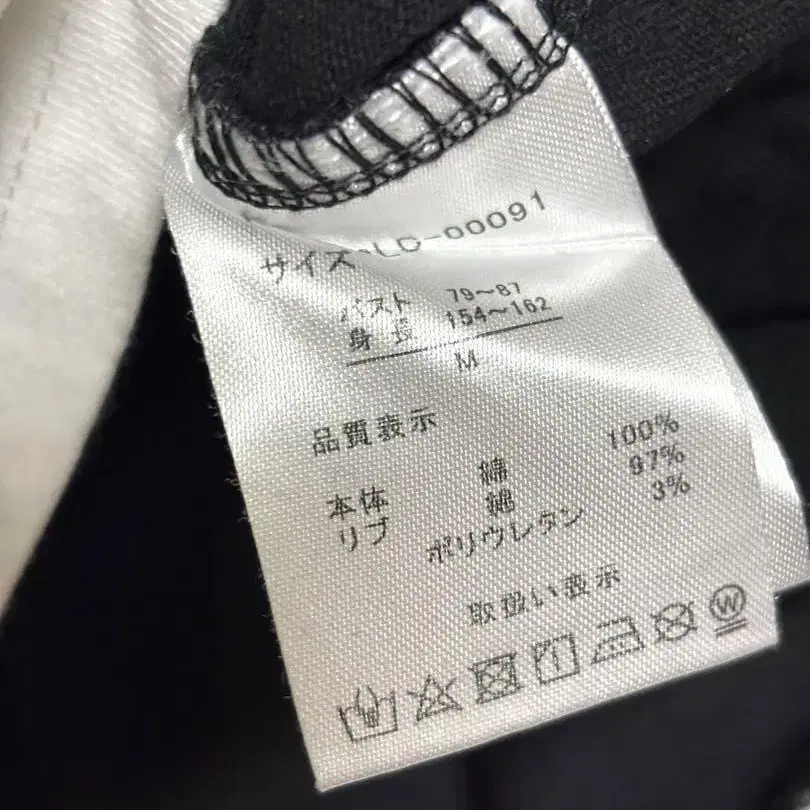 サイズ LC-00091
バスト 79～87
身長 154～162
M
品質表示
本体 綿 100%
リブ 綿 97%
ポリウレタン 3%
取扱い表示
W